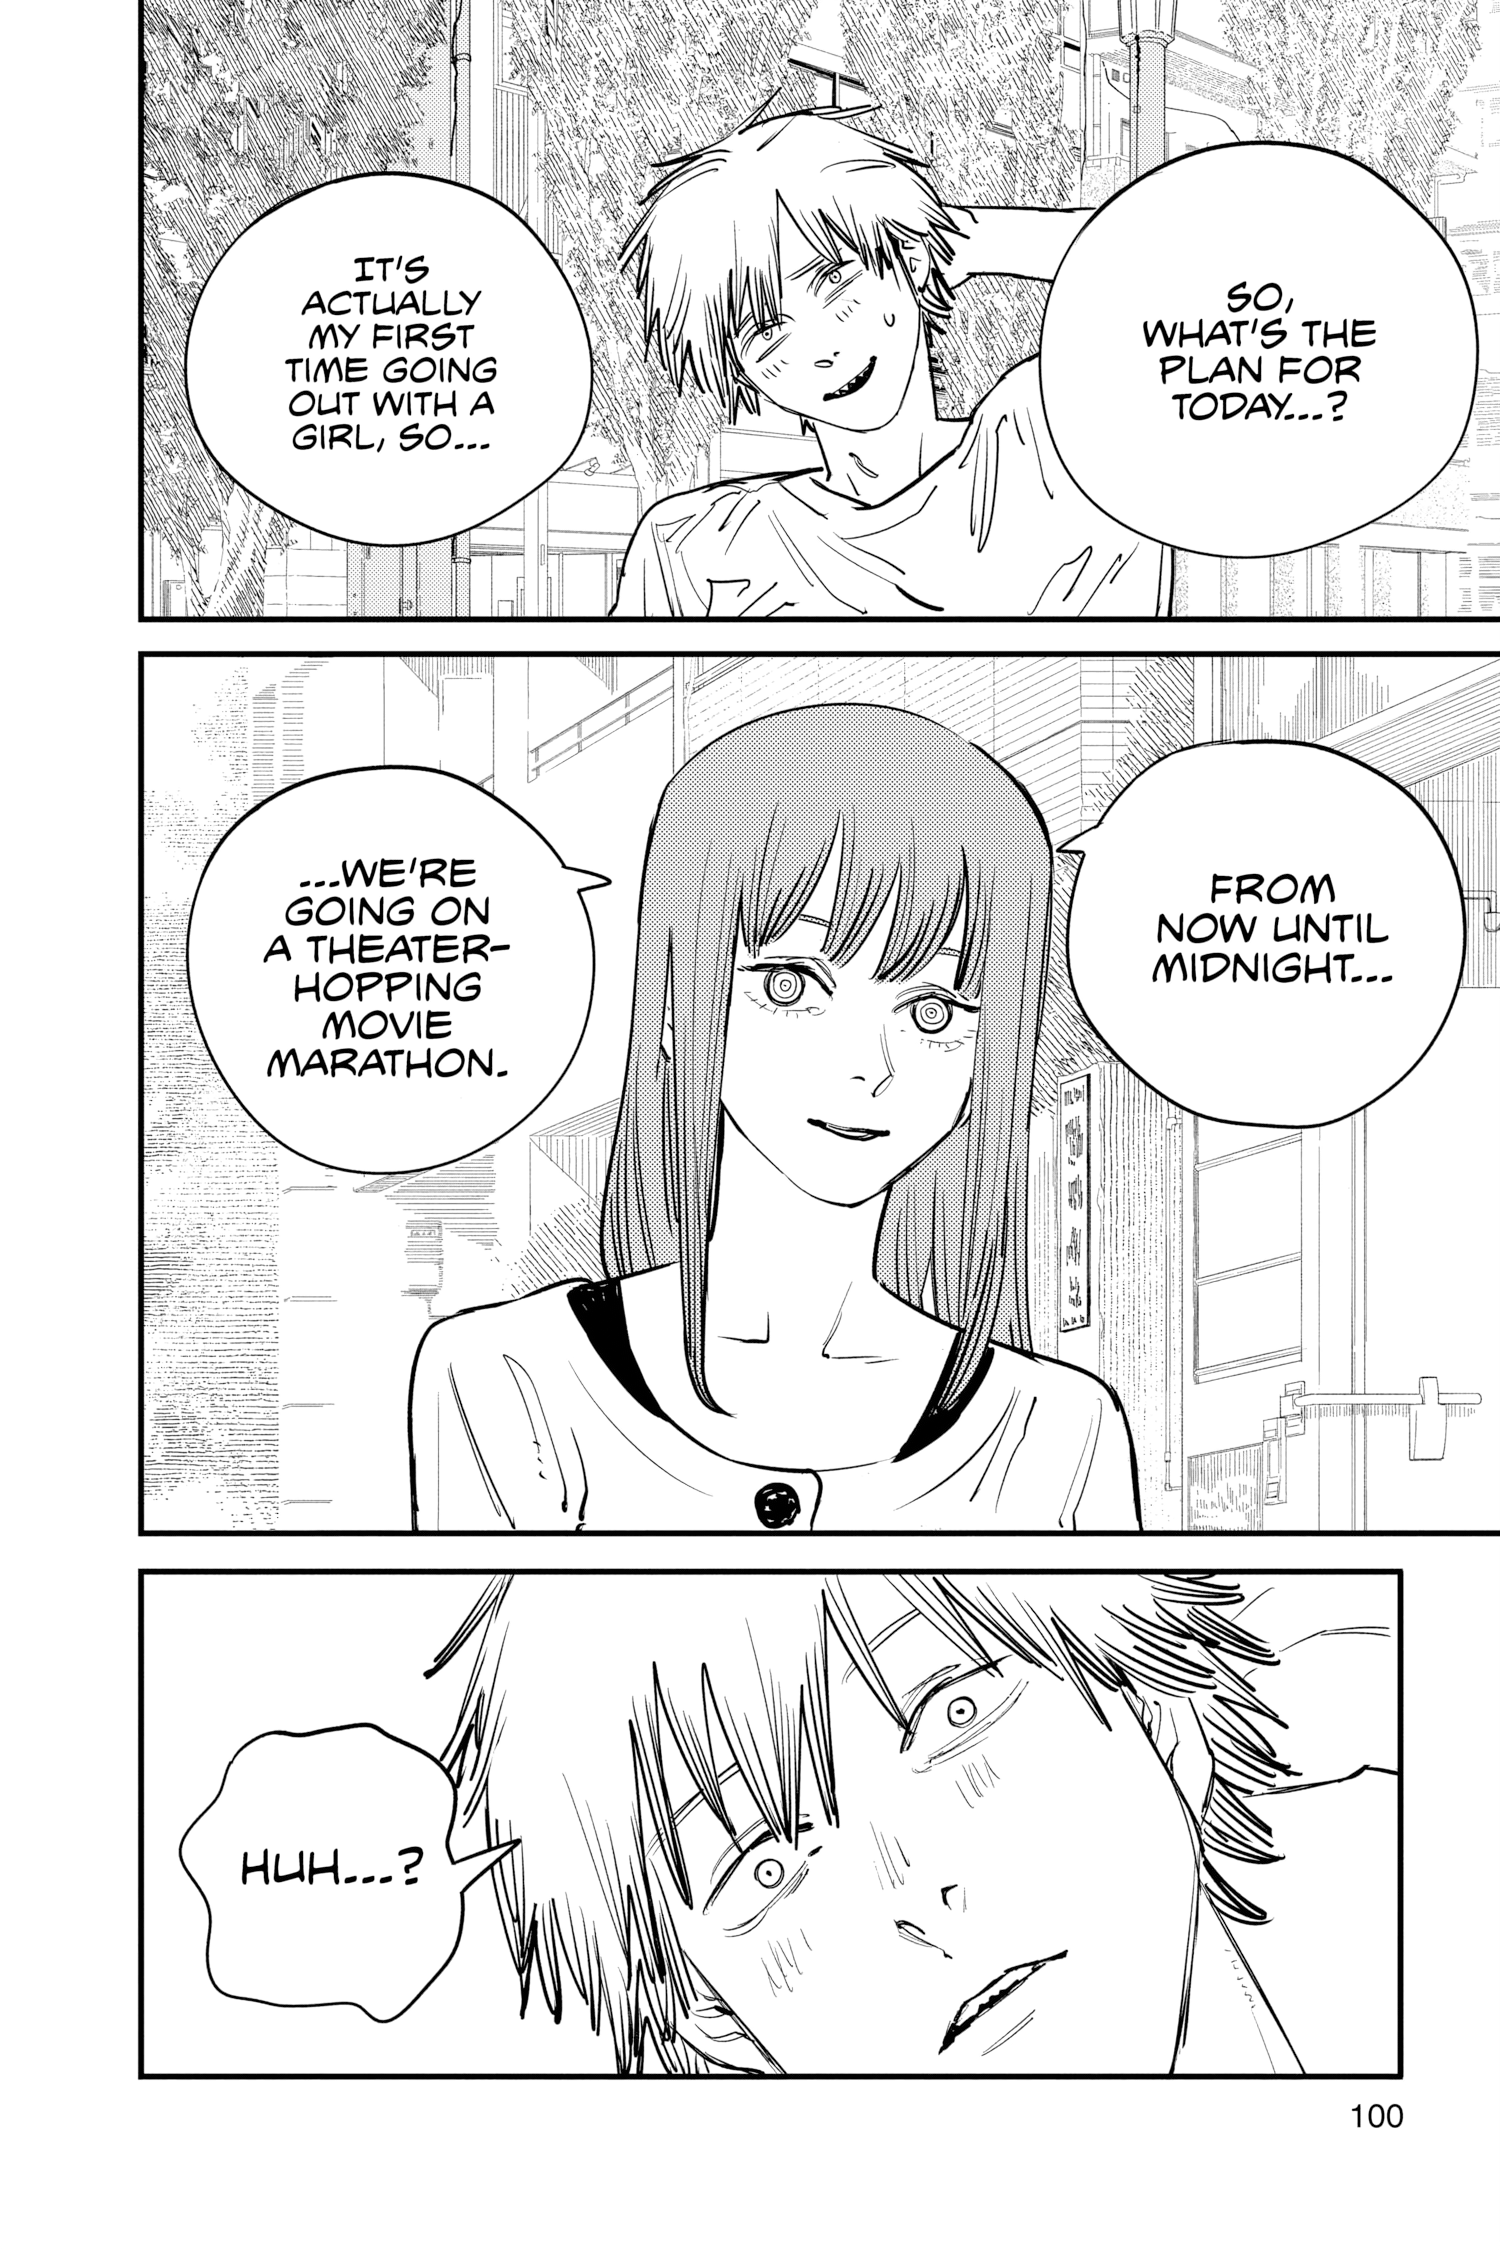 SO,
WHAT'S THE
PLAN FOR
TODAY...?
IT'S
ACTUALLY
MY FIRST
TIME GOING
OUT WITH A
GIRL, SO...
FROM
NOW UNTIL
MIDNIGHT...
...WE'RE
GOING ON
A THEATER-
HOPPING
MOVIE
MARATHON.
HUH...?
100